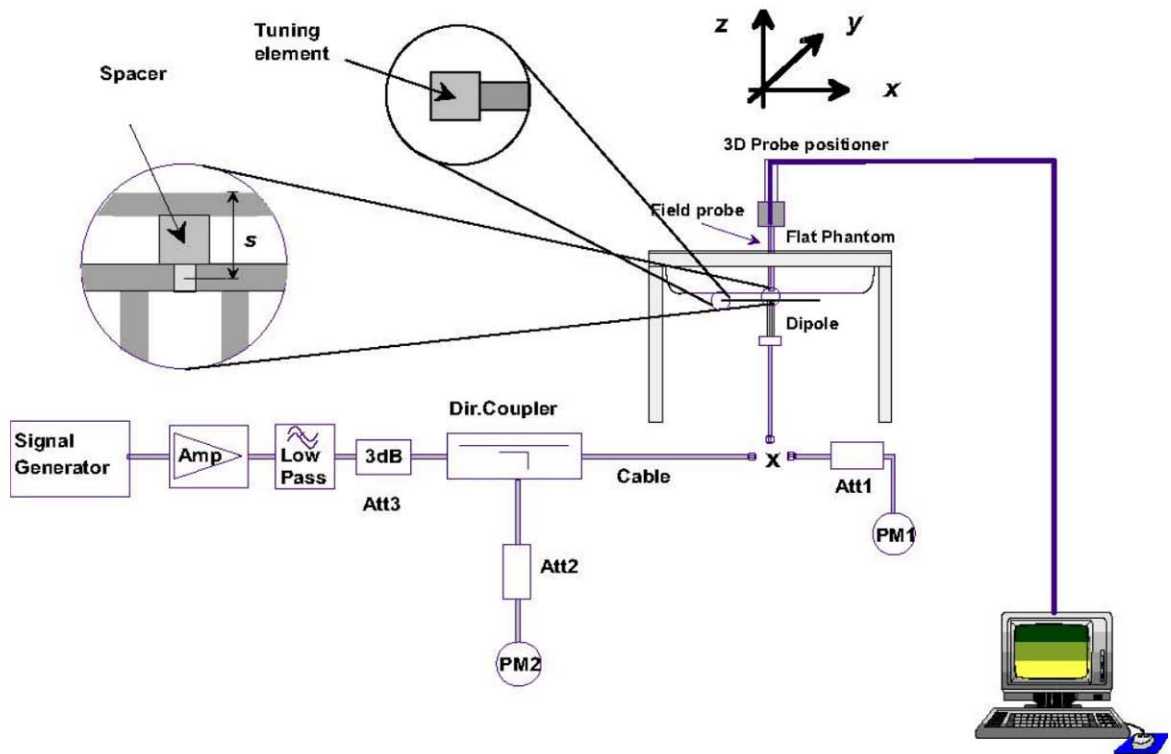 Tuning
element
z
y
x
Spacer
3D Probe positioner
s
Field probe
Flat Phantom
Dipole
Dir.Coupler
Signal
Generator
Amp
Low
Pass
3dB
Att3
Cable
x
Att1
PM1
Att2
PM2